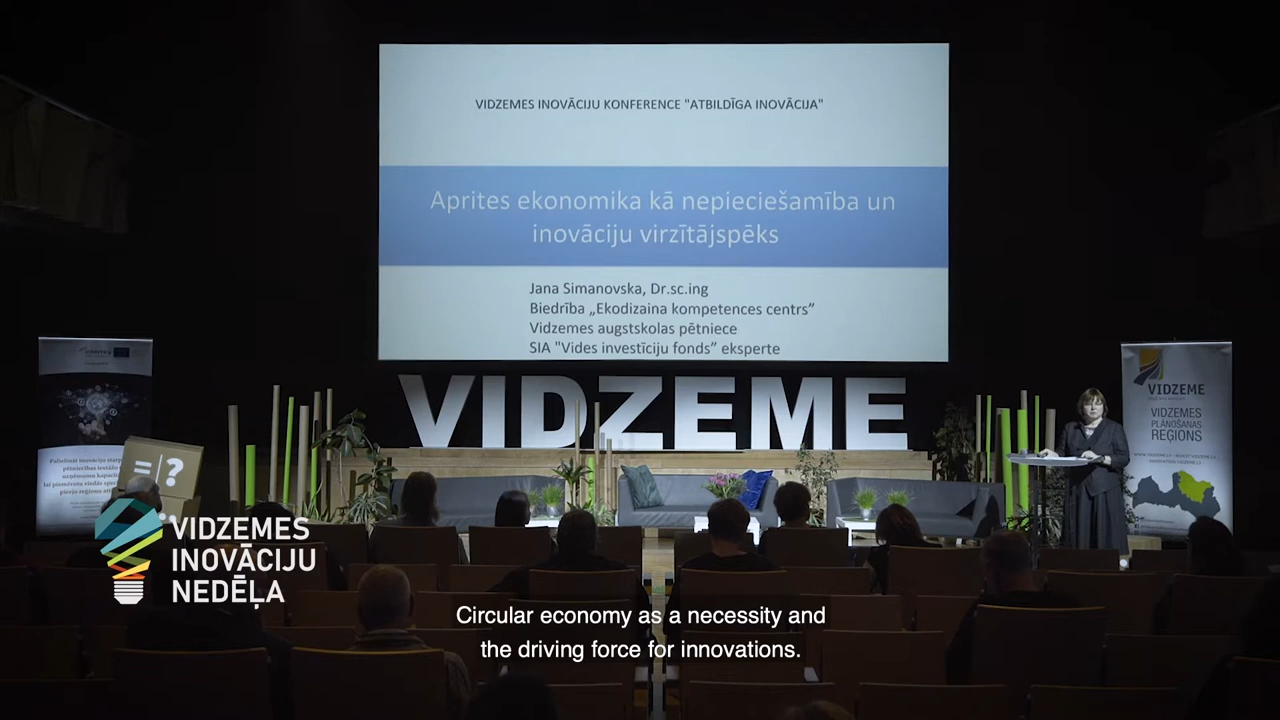 VIDZEMES INOVĀCIJU KONFERENCE "ATBILDĪGA INOVĀCIJA"
Aprites ekonomika kā nepieciešamība un
inovāciju virzītājspēks
Jana Simanovska, Dr.sc.ing
Biedrība „Ekodizaina kompetences centrs”
Vidzemes augstskolas pētniece
SIA "Vides investīciju fonds” eksperte
VIDZEME
VIDZEME
VIDZEMES
PLĀNOŠANAS
REĢIONS
= ?
VIDZEMES
INOVĀCIJU
NEDĒĻA
Circular economy as a necessity and
the driving force for innovations.